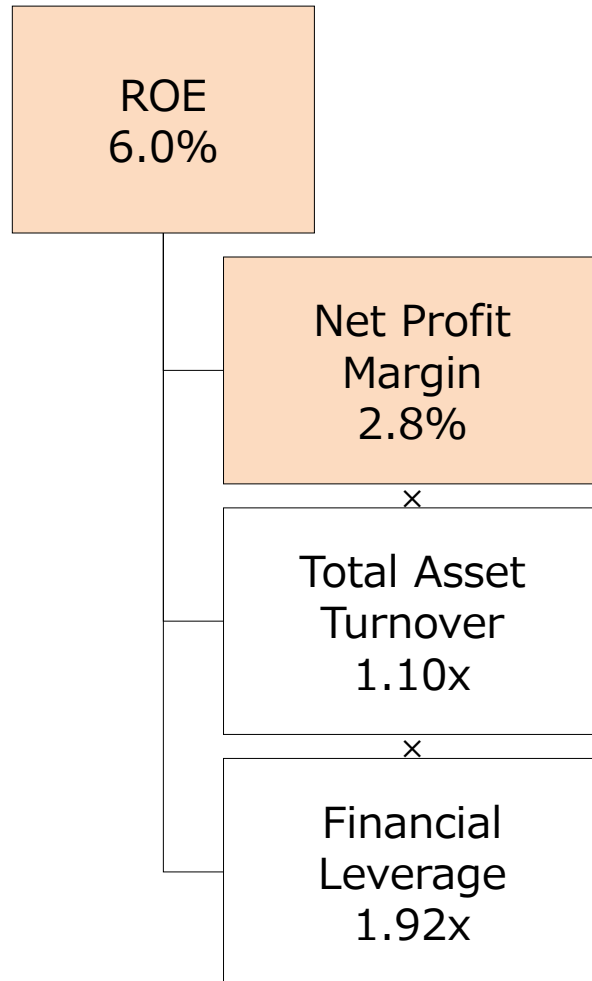 ROE
6.0%
Net Profit
Margin
2.8%
×
Total Asset
Turnover
1.10x
×
Financial
Leverage
1.92x